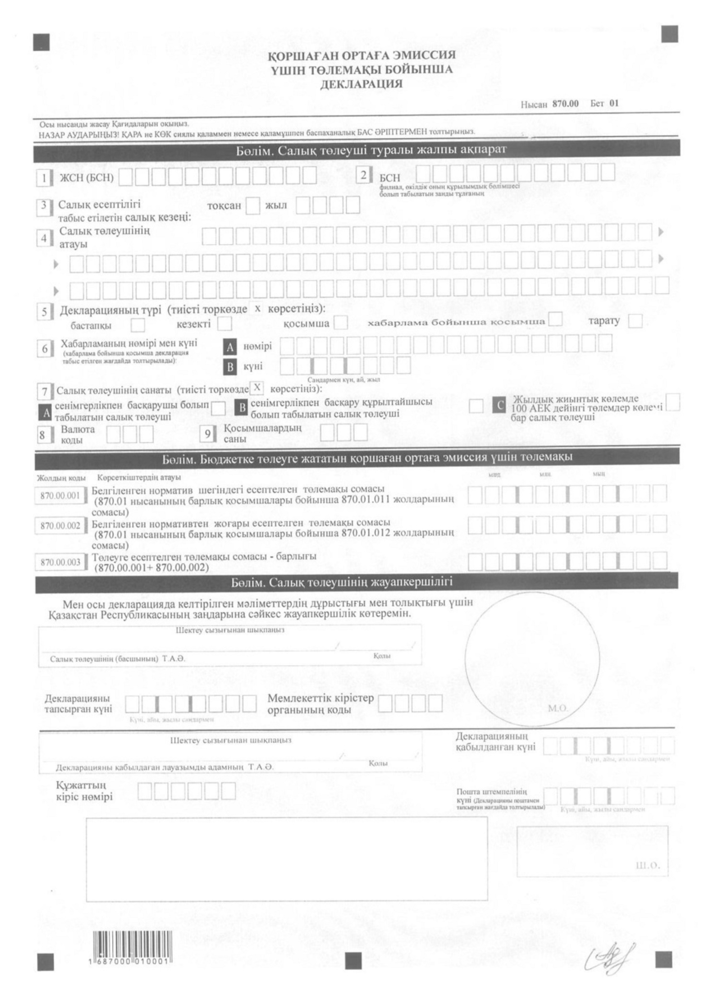 ҚОРШАҒАН ОРТАҒА ЭМИССИЯ
ҮШІН ТӨЛЕМАҚЫ БОЙЫНША
ДЕКЛАРАЦИЯ
Нысан 870.00 Бет 01
Осы нысанды жасау Қағидаларын оқыңыз.
НАЗАР АУДАРЫҢЫЗ! ҚАРА не КӨК сиялы қаламмен немесе қаламұшпен баспаханалық БАС ӘРІПТЕРМЕН толтырыңыз.
Бөлім. Салық төлеуші туралы жалпы ақпарат
1 ЖСН (БСН) 2 БСН
филиал, өкілдік оның құрылымдық бөлімшесі
болып табылатын заңды тұлғаның
3 Салық есептілігі тоқсан жыл
табыс етілетін салық кезеңі:
4 Салық төлеушінің
атауы
5 Декларацияның түрі (тиісті торкөзде X көрсетіңіз):
бастапқы кезекті қосымша хабарлама бойынша қосымша тарату
6 Хабарламаның нөмірі мен күні A нөмірі
(хабарлама бойынша қосымша декларация
табыс етілген жағдайда толтырылады):
B күні
Сандармен күн, ай, жыл
7 Салық төлеушінің санаты (тиісті торкөзде X көрсетіңіз):
A сенімгерлікпен басқарушы болып
табылатын салық төлеуші
B сенімгерлікпен басқару құрылтайшысы
болып табылатын салық төлеуші
C Жылдық жиынтық көлемде
100 АЕК дейінгі төлемдер көлемі
бар салық төлеуші
8 Валюта
коды
9 Қосымшалардың
саны
Бөлім. Бюджетке төлеуге жататын қоршаған ортаға эмиссия үшін төлемақы
Жолдың коды Көрсеткіштердің атауы млрд млн. мың
870.00.001 Белгіленген норматив шегіндегі есептелген төлемақы сомасы
(870.01 нысанының барлық қосымшалары бойынша 870.01.011 жолдарының
сомасы)
870.00.002 Белгіленген нормативтен жоғары есептелген төлемақы сомасы
(870.01 нысанының барлық қосымшалары бойынша 870.01.012 жолдарының
сомасы)
870.00.003 Төлеуге есептелген төлемақы сомасы - барлығы
(870.00.001+ 870.00.002)
Бөлім. Салық төлеушінің жауапкершілігі
Мен осы декларацияда келтірілген мәліметтердің дұрыстығы мен толықтығы үшін
Қазақстан Республикасының заңдарына сәйкес жауапкершілік көтеремін.
Шектеу сызығынан шықпаңыз
/ /
Салық төлеушінің (басшының) Т.А.Ә. Қолы
Декларацияны
тапсырған күні
Күні, айы, жылы сандармен
Мемлекеттік кірістер
органының коды
М.О.
Шектеу сызығынан шықпаңыз
/ /
Декларацияны қабылдаған лауазымды адамның Т.А.Ә. Қолы
Декларацияның
қабылданған күні
Күні, айы, жылы сандармен
Құжаттың
кіріс нөмірі
Пошта штемпелінің
күні (Декларацияны поштамен
тапсырған жағдайда толтырылады)
Күні, айы, жылы сандармен
Ш.О.
1 687000 010001